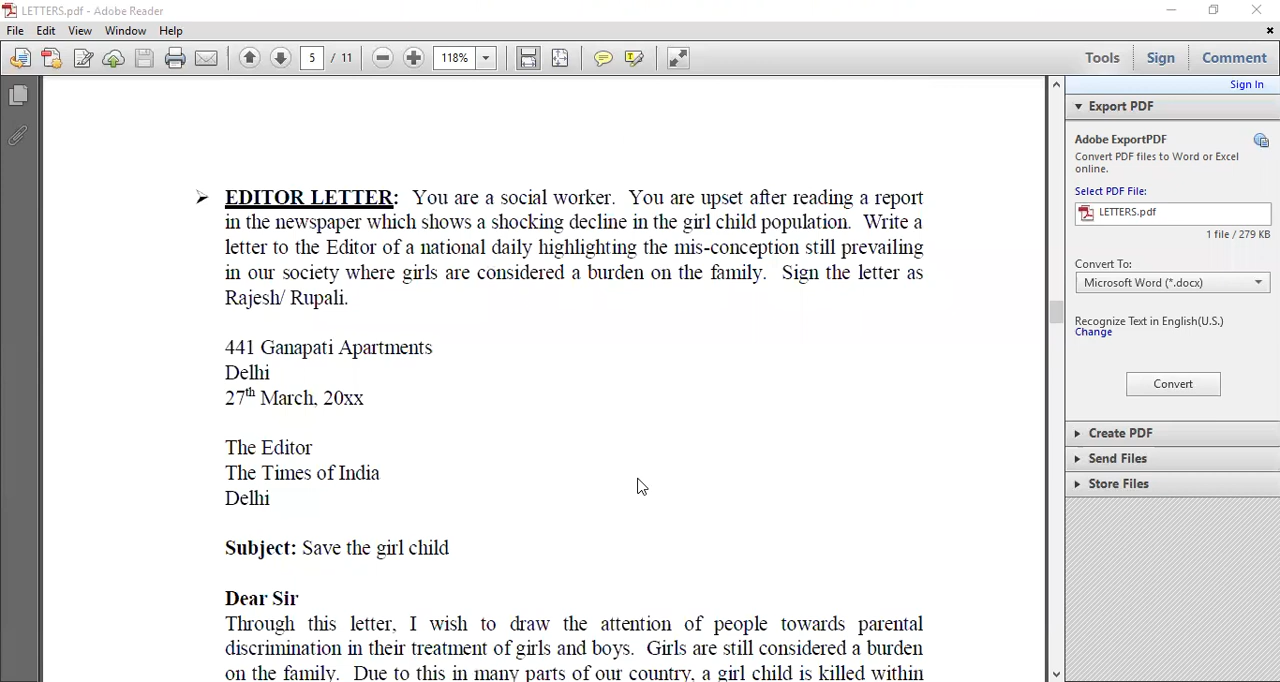 LETTERS.pdf - Adobe Reader
File Edit View Window Help
5 / 11 118% Tools Sign Comment
Sign In
Export PDF
Adobe ExportPDF
Convert PDF files to Word or Excel
online.
Select PDF File:
LETTERS.pdf
1 file / 279 KB
Convert To:
Microsoft Word (*.docx)
Recognize Text in English(U.S.)
Change
Convert
Create PDF
Send Files
Store Files
➢ EDITOR LETTER: You are a social worker. You are upset after reading a report
in the newspaper which shows a shocking decline in the girl child population. Write a
letter to the Editor of a national daily highlighting the mis-conception still prevailing
in our society where girls are considered a burden on the family. Sign the letter as
Rajesh/ Rupali.
441 Ganapati Apartments
Delhi
27th March, 20xx
The Editor
The Times of India
Delhi
Subject: Save the girl child
Dear Sir
Through this letter, I wish to draw the attention of people towards parental
discrimination in their treatment of girls and boys. Girls are still considered a burden
on the family. Due to this in many parts of our country, a girl child is killed within